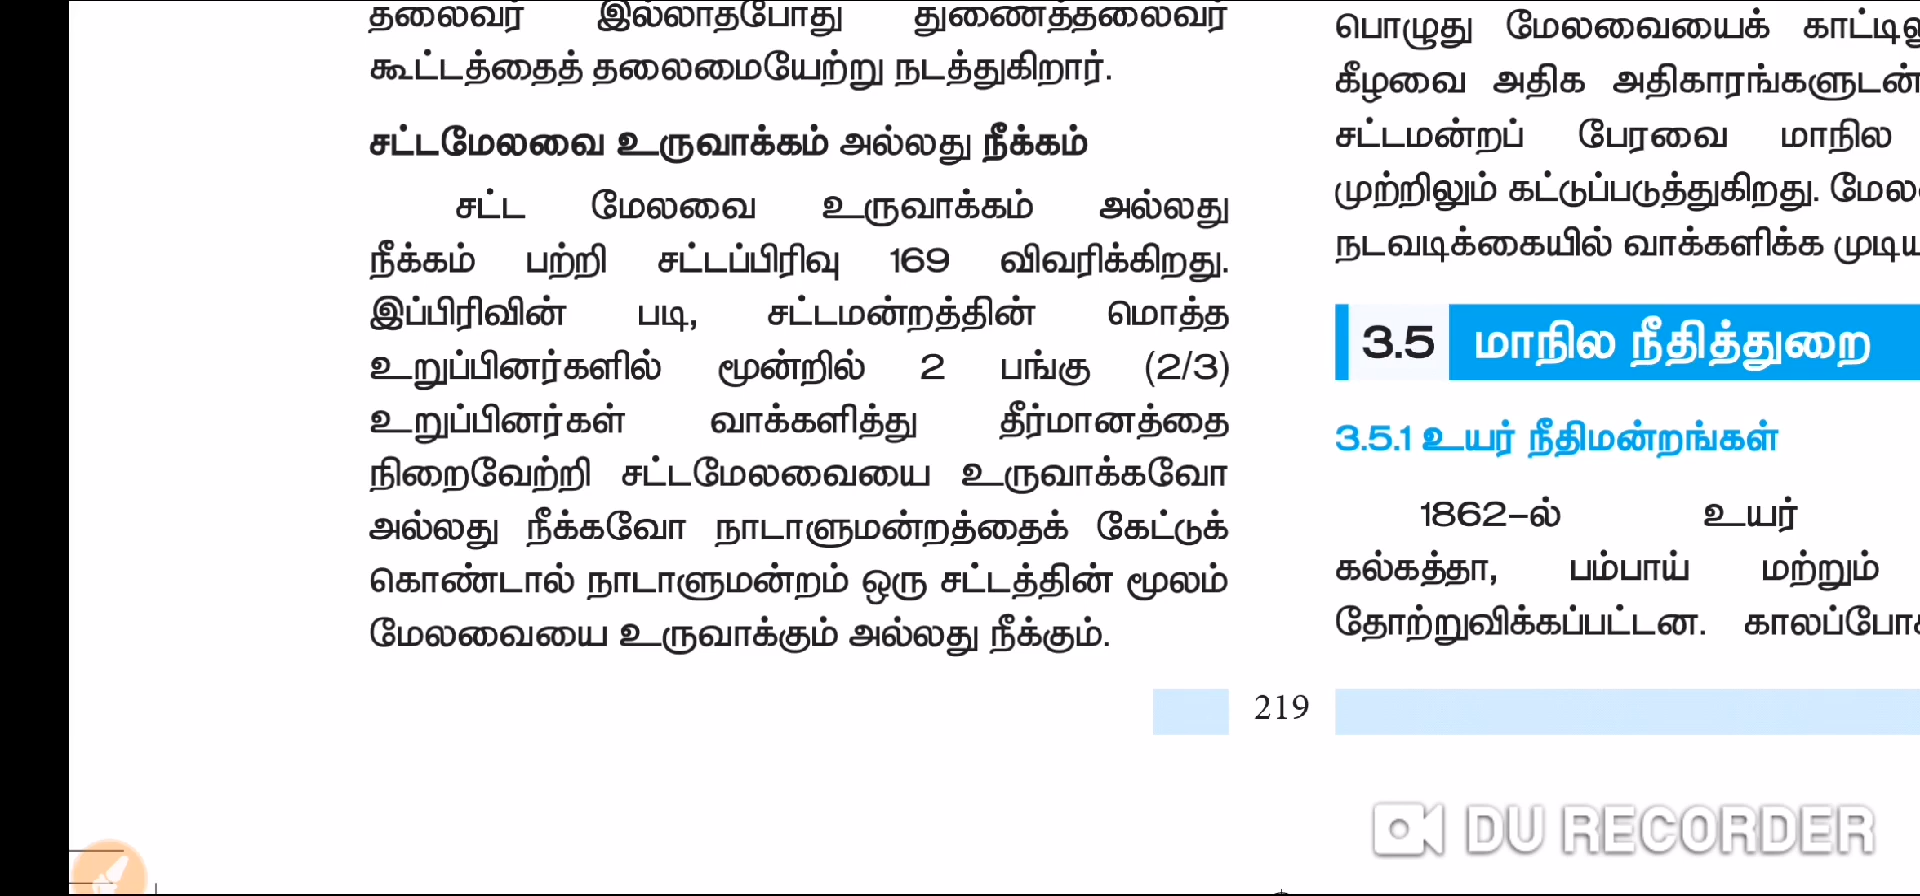 தலைவர் இல்லாதபோது துணைத்தலைவர்
கூட்டத்தைத் தலைமையேற்று நடத்துகிறார்.
சட்டமேலவை உருவாக்கம் அல்லது நீக்கம்
சட்ட மேலவை உருவாக்கம் அல்லது
நீக்கம் பற்றி சட்டப்பிரிவு 169 விவரிக்கிறது.
இப்பிரிவின் படி, சட்டமன்றத்தின் மொத்த
உறுப்பினர்களில் மூன்றில் 2 பங்கு (2/3)
உறுப்பினர்கள் வாக்களித்து தீர்மானத்தை
நிறைவேற்றி சட்டமேலவையை உருவாக்கவோ
அல்லது நீக்கவோ நாடாளுமன்றத்தைக் கேட்டுக்
கொண்டால் நாடாளுமன்றம் ஒரு சட்டத்தின் மூலம்
மேலவையை உருவாக்கும் அல்லது நீக்கும்.
பொழுது மேலவையைக்
கீழவை அதிக அதிகாரங்களுடன்
சட்டமன்றப் பேரவை மாநில
முற்றிலும் கட்டுப்படுத்துகிறது.
நடவடிக்கையில் வாக்களிக்க
3.5 மாநில நீதித்துறை
3.5.1 உயர் நீதிமன்றங்கள்
1862-ல் உயர்
கல்கத்தா, பம்பாய் மற்றும்
தோற்றுவிக்கப்பட்டன.
219
DU RECORDER